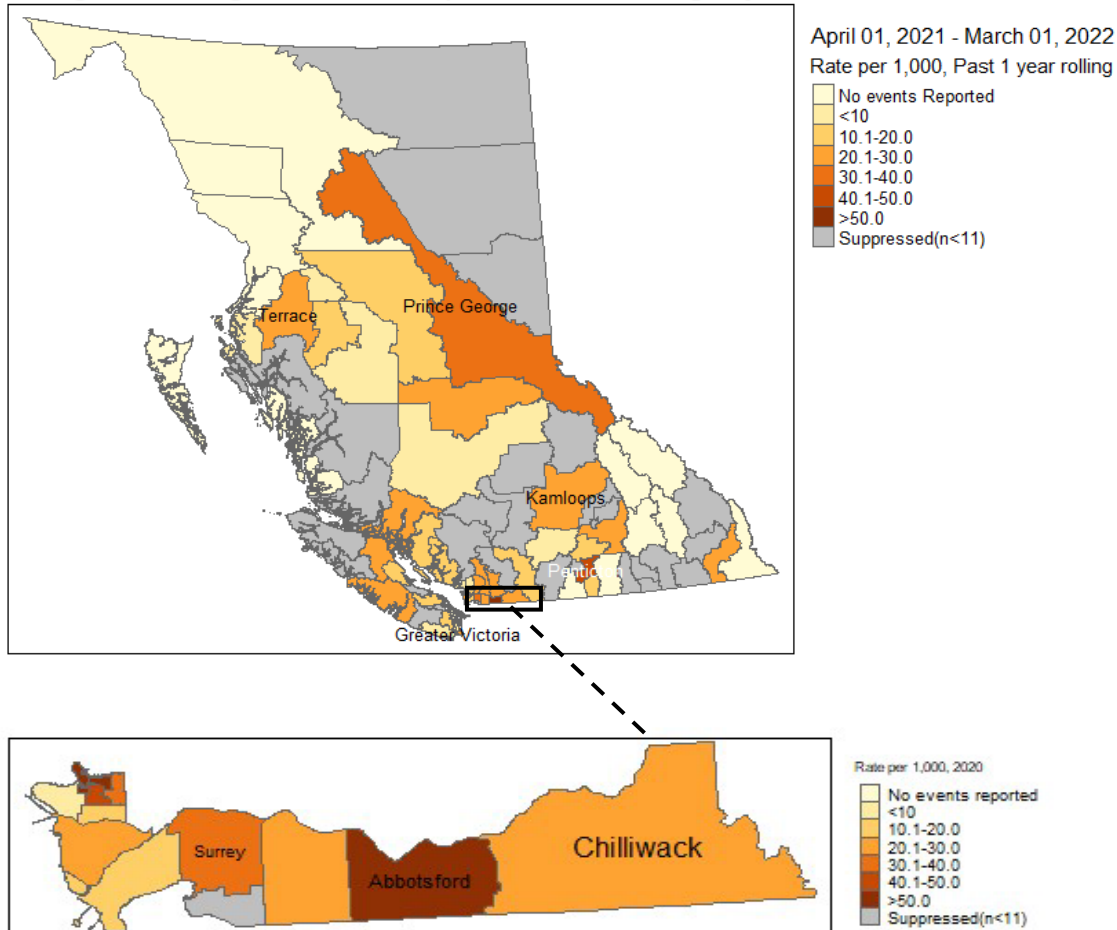 April 01, 2021 - March 01, 2022
Rate per 1,000, Past 1 year rolling
No events Reported
<10
10.1-20.0
20.1-30.0
30.1-40.0
40.1-50.0
>50.0
Suppressed(n<11)
Terrace
Prince George
Kamloops
Penticton
Greater Victoria
Rate per 1,000, 2020
No events reported
<10
10.1-20.0
20.1-30.0
30.1-40.0
40.1-50.0
>50.0
Suppressed(n<11)
Surrey
Abbotsford
Chilliwack